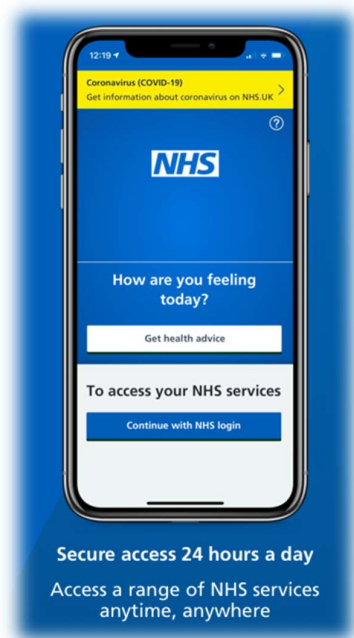 12:19
Coronavirus (COVID-19)
Get information about coronavirus on NHS.UK
?
NHS
How are you feeling
today?
Get health advice
To access your NHS services
Continue with NHS login
Secure access 24 hours a day
Access a range of NHS services
anytime, anywhere